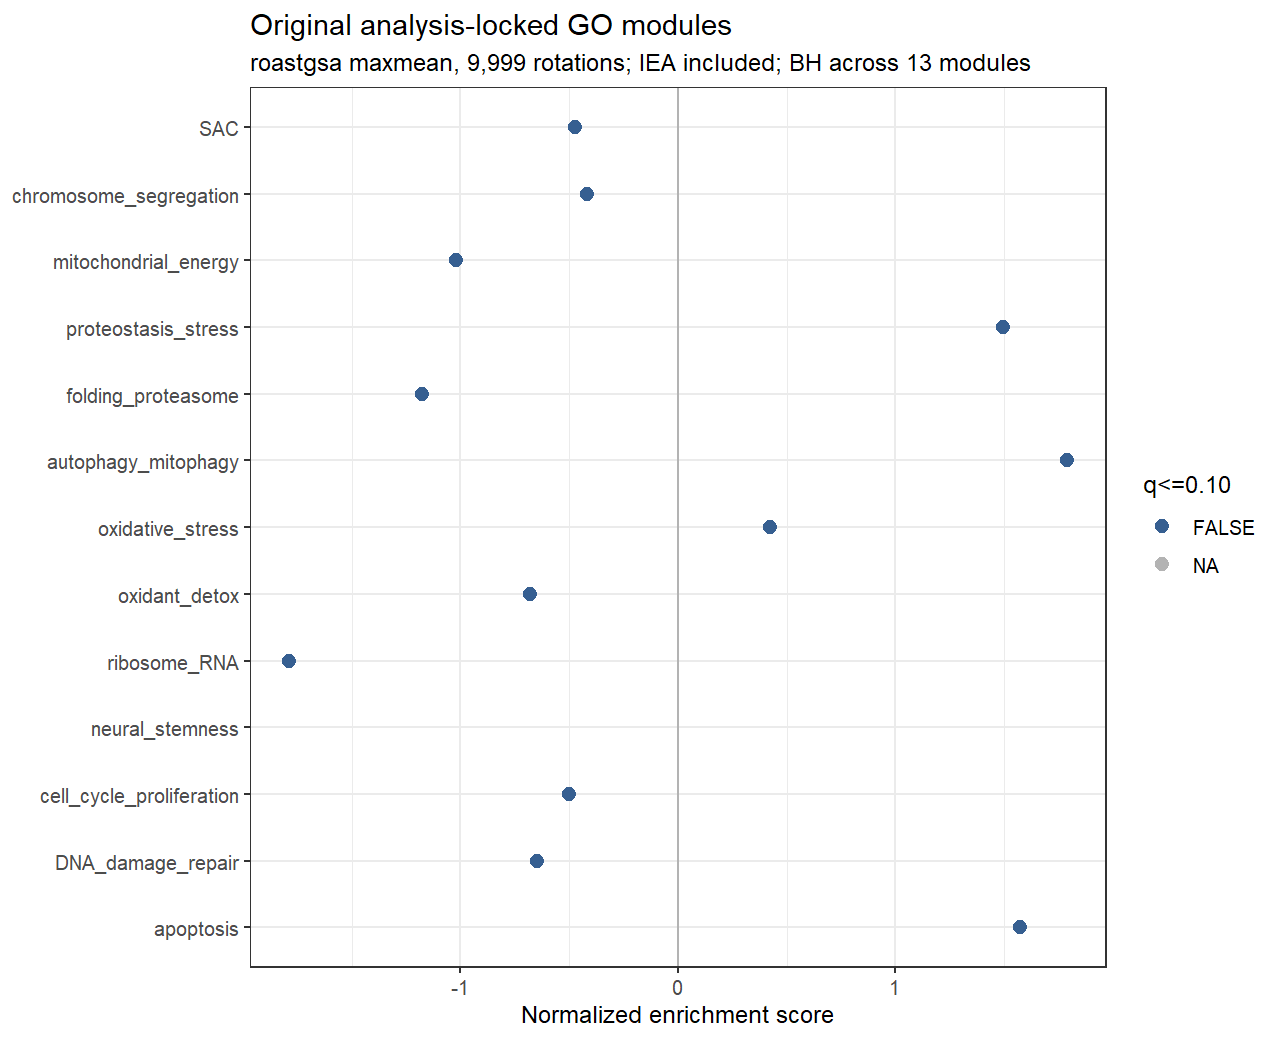 Original analysis-locked GO modules
roastgsa maxmean, 9,999 rotations; IEA included; BH across 13 modules
SAC
chromosome_segregation
mitochondrial_energy
proteostasis_stress
folding_proteasome
autophagy_mitophagy
oxidative_stress
oxidant_detox
ribosome_RNA
neural_stemness
cell_cycle_proliferation
DNA_damage_repair
apoptosis
-1 0 1
Normalized enrichment score
q<=0.10
FALSE
NA